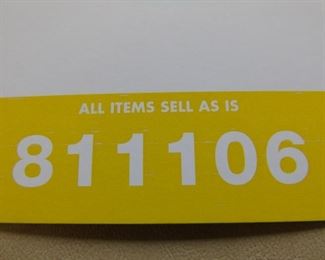 ALL ITEMS SELL AS IS
811106